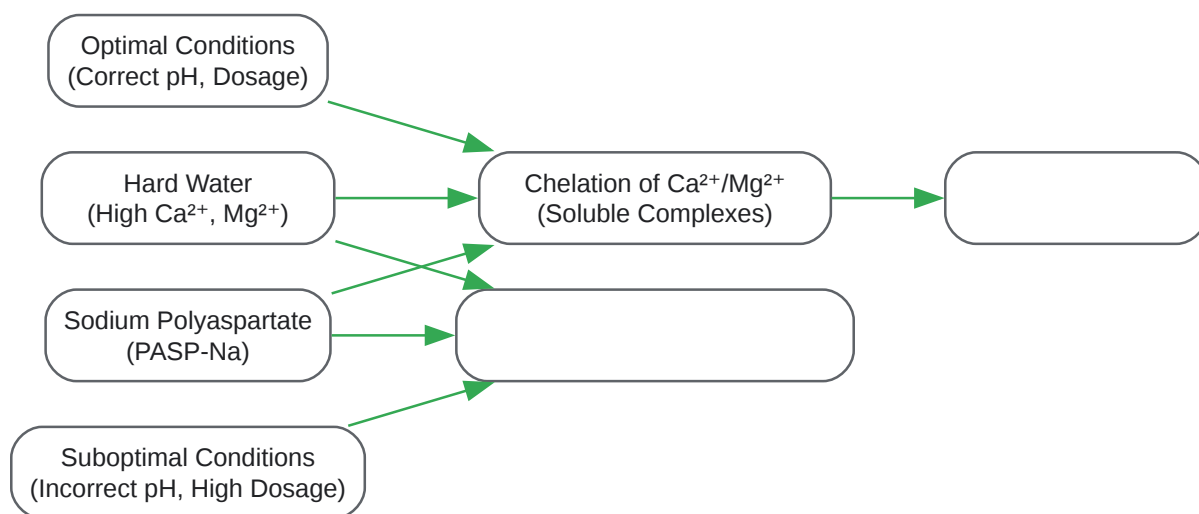 Optimal Conditions
(Correct pH, Dosage)
Hard Water
(High Ca²⁺, Mg²⁺)
Chelation of Ca²⁺/Mg²⁺
(Soluble Complexes)
Sodium Polyaspartate
(PASP-Na)
Suboptimal Conditions
(Incorrect pH, High Dosage)